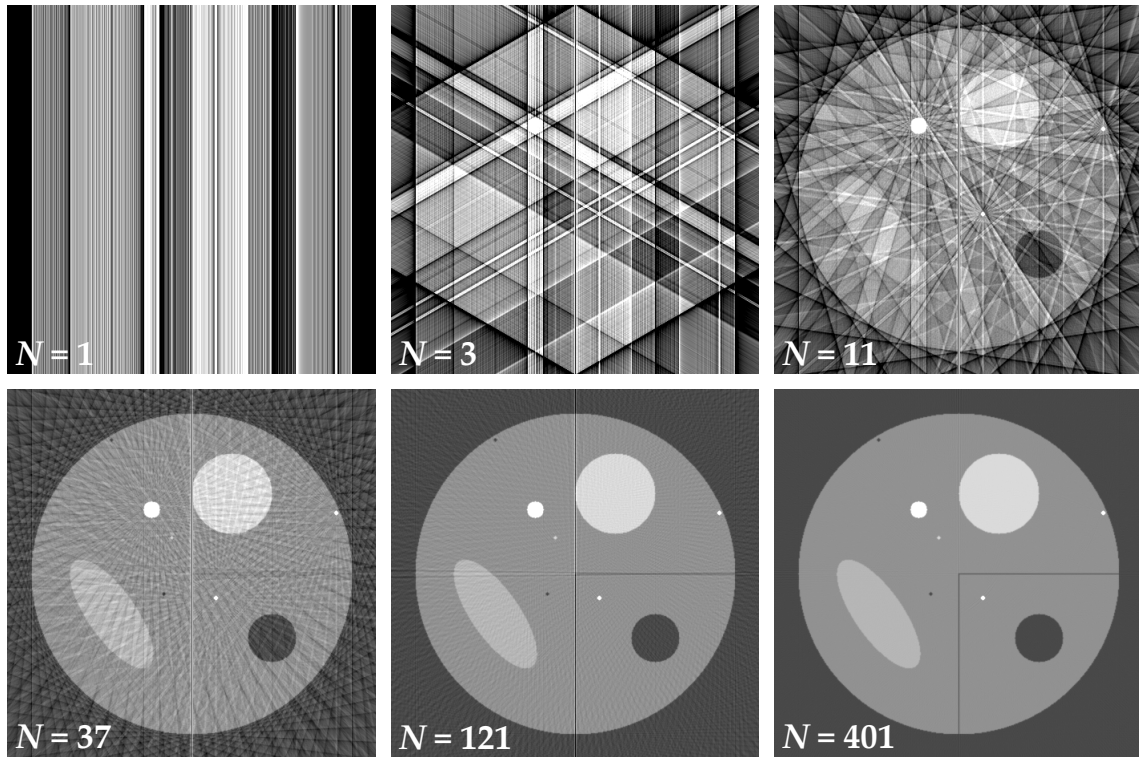 N = 1
N = 3
N = 11
N = 37
N = 121
N = 401